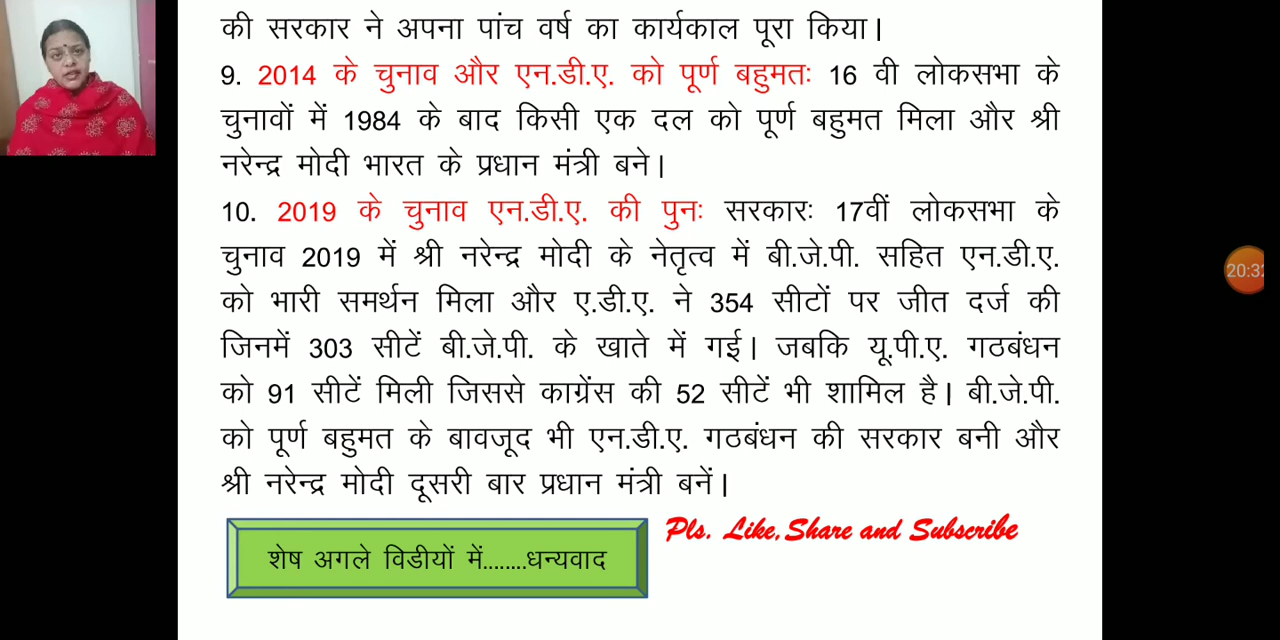 की सरकार ने अपना पांच वर्ष का कार्यकाल पूरा किया।
9. 2014 के चुनाव और एन.डी.ए. को पूर्ण बहुमतः 16 वी लोकसभा के
चुनावों में 1984 के बाद किसी एक दल को पूर्ण बहुमत मिला और श्री
नरेन्द्र मोदी भारत के प्रधान मंत्री बने।
10. 2019 के चुनाव एन.डी.ए. की पुनः सरकारः 17वीं लोकसभा के
चुनाव 2019 में श्री नरेन्द्र मोदी के नेतृत्व में बी.जे.पी. सहित एन.डी.ए.
को भारी समर्थन मिला और ए.डी.ए. ने 354 सीटों पर जीत दर्ज की
जिनमें 303 सीटें बी.जे.पी. के खाते में गई। जबकि यू.पी.ए. गठबंधन
को 91 सीटें मिली जिससे काग्रेंस की 52 सीटें भी शामिल है। बी.जे.पी.
को पूर्ण बहुमत के बावजूद भी एन.डी.ए. गठबंधन की सरकार बनी और
श्री नरेन्द्र मोदी दूसरी बार प्रधान मंत्री बनें।
Pls. Like, Share and Subscribe
शेष अगले विडीयों में........धन्यवाद
20:32